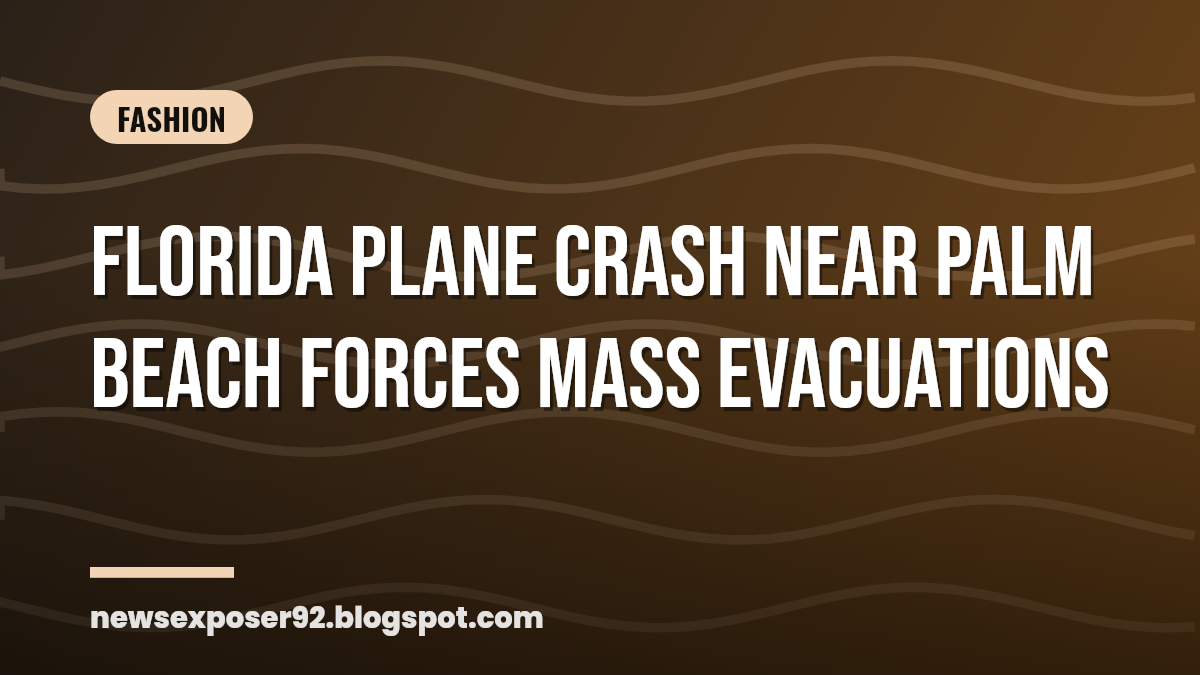 FASHION
FLORIDA PLANE CRASH NEAR PALM
BEACH FORCES MASS EVACUATIONS
newsexposer92.blogspot.com